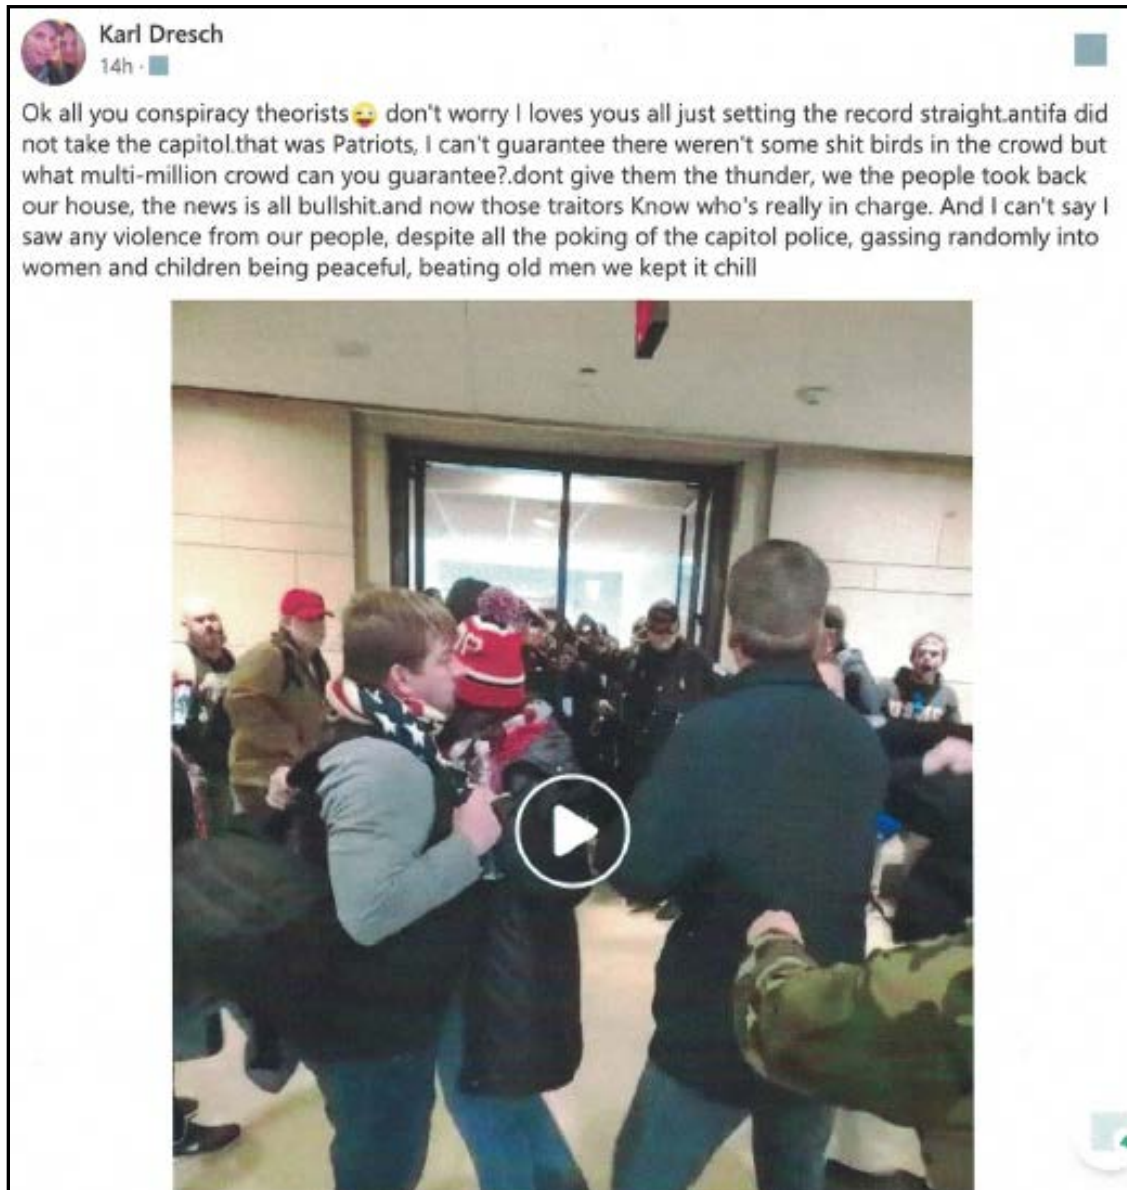 Karl Dresch
14h ·
Ok all you conspiracy theorists😜 don't worry I loves yous all just setting the record straight.antifa did
not take the capitol.that was Patriots, I can't guarantee there weren't some shit birds in the crowd but
what multi-million crowd can you guarantee?.dont give them the thunder, we the people took back
our house, the news is all bullshit.and now those traitors Know who's really in charge. And I can't say I
saw any violence from our people, despite all the poking of the capitol police, gassing randomly into
women and children being peaceful, beating old men we kept it chill